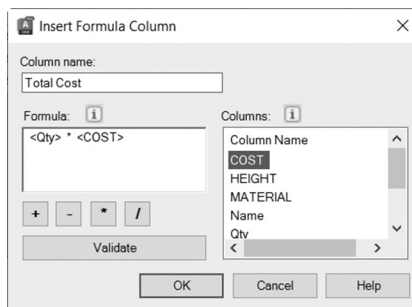 Insert Formula Column
Column name:
Total Cost
Formula:
<Qty> * <COST>
+ - * /
Validate
Columns:
Column Name
COST
HEIGHT
MATERIAL
Name
Qty
OK Cancel Help